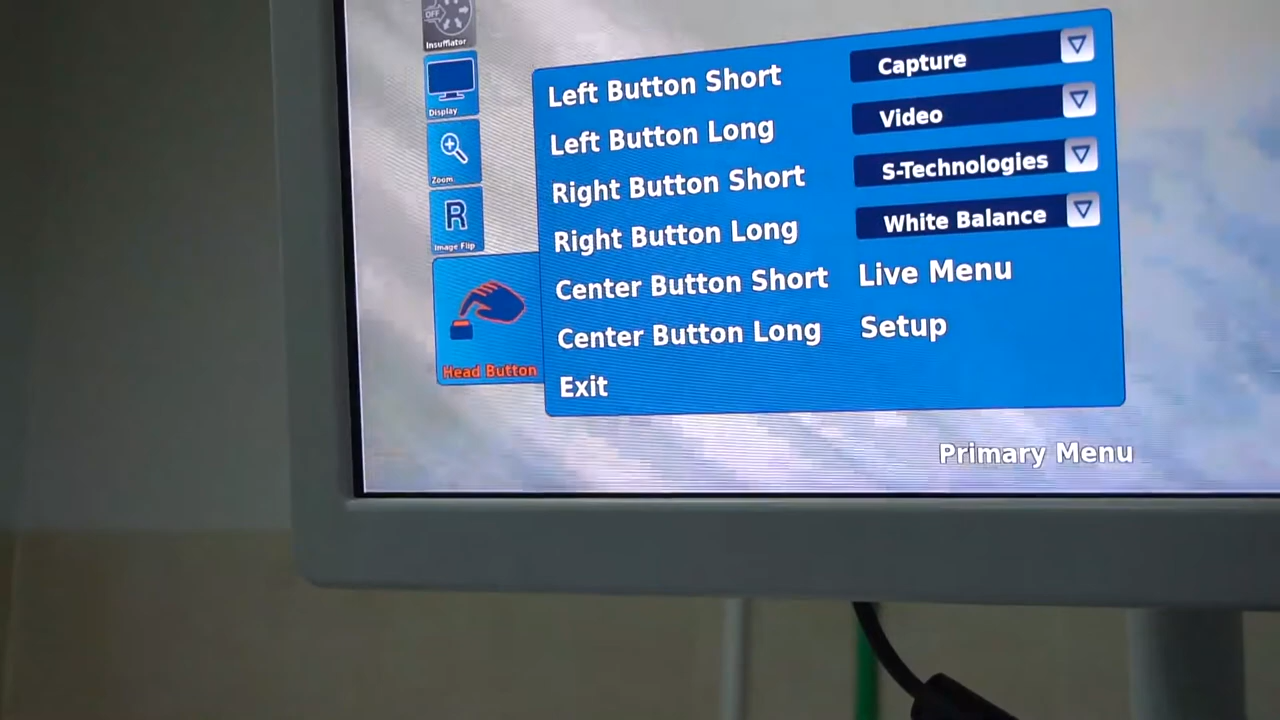 OFF
Insufflator
Display
Zoom
R
Image Flip
Head Button
Left Button Short Capture
Left Button Long Video
Right Button Short S-Technologies
Right Button Long White Balance
Center Button Short Live Menu
Center Button Long Setup
Exit
Primary Menu